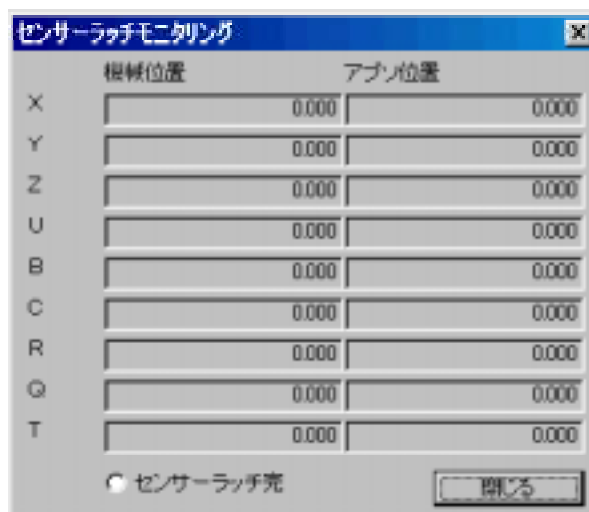 センサーラッチモニタリング
機械位置 アブソ位置
X 0.000 0.000
Y 0.000 0.000
Z 0.000 0.000
U 0.000 0.000
B 0.000 0.000
C 0.000 0.000
R 0.000 0.000
Q 0.000 0.000
T 0.000 0.000
センサーラッチ完 閉じる